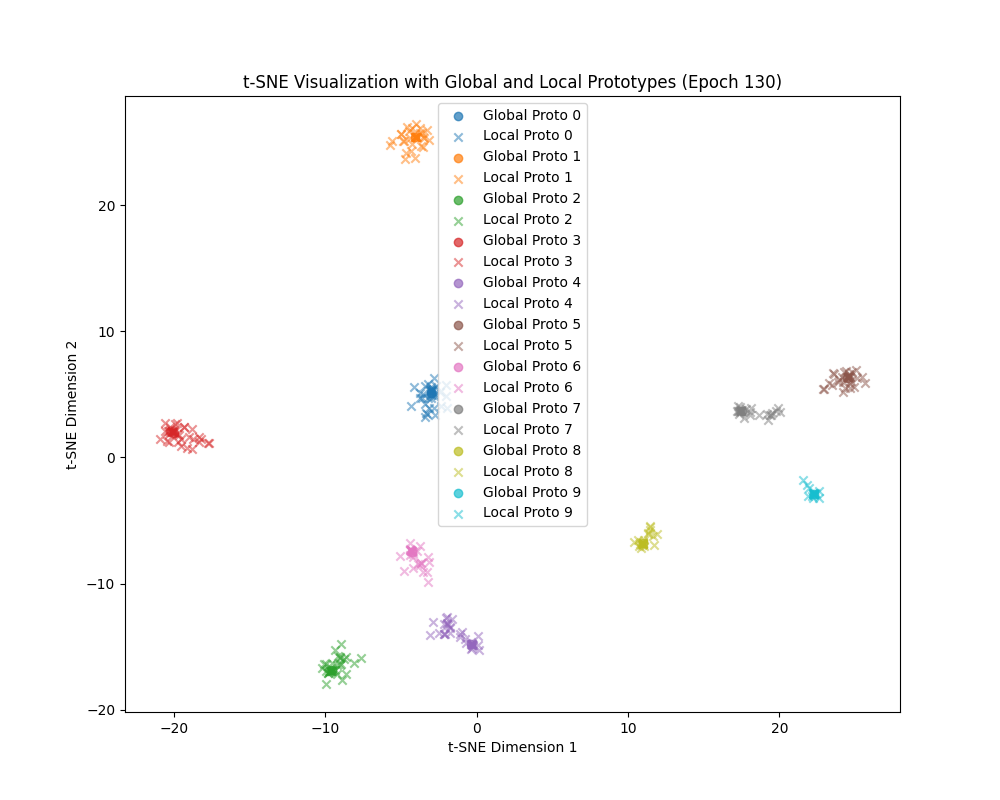 t-SNE Visualization with Global and Local Prototypes (Epoch 130)
Global Proto 0
Local Proto 0
Global Proto 1
Local Proto 1
Global Proto 2
Local Proto 2
Global Proto 3
Local Proto 3
Global Proto 4
Local Proto 4
Global Proto 5
Local Proto 5
Global Proto 6
Local Proto 6
Global Proto 7
Local Proto 7
Global Proto 8
Local Proto 8
Global Proto 9
Local Proto 9
t-SNE Dimension 2
20
10
0
−10
−20
−20
−10
0
10
20
t-SNE Dimension 1